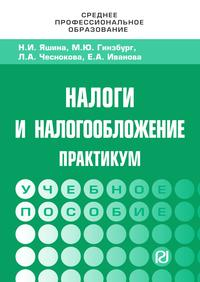 СРЕДНЕЕ
ПРОФЕССИОНАЛЬНОЕ
ОБРАЗОВАНИЕ
Н.И. Яшина, М.Ю. Гинзбург,
Л.А. Чеснокова, Е.А. Иванова
НАЛОГИ
И НАЛОГООБЛОЖЕНИЕ
ПРАКТИКУМ
УЧЕБНОЕ
ПОСОБИЕ